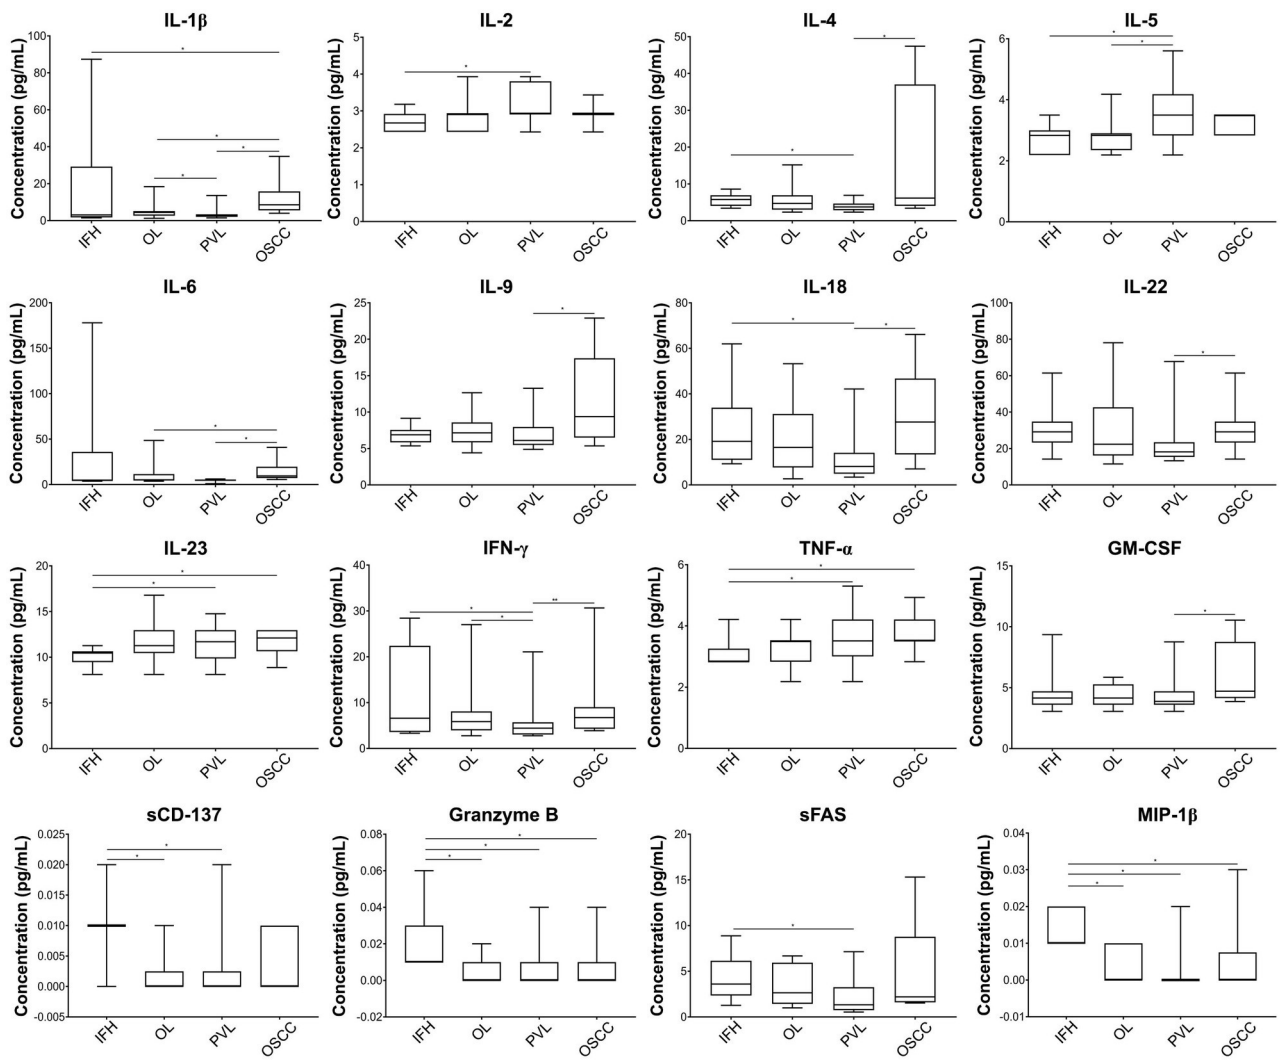 IL-1β
Concentration (pg/mL)
100
80
60
40
20
0
* * * *
IFH OL PVL OSCC
IL-2
Concentration (pg/mL)
5
4
3
2
1
0
*
IFH OL PVL OSCC
IL-4
Concentration (pg/mL)
50
40
30
20
10
0
* *
IFH OL PVL OSCC
IL-5
Concentration (pg/mL)
6
4
2
0
* *
IFH OL PVL OSCC
IL-6
Concentration (pg/mL)
200
150
100
50
0
* *
IFH OL PVL OSCC
IL-9
Concentration (pg/mL)
25
20
15
10
5
0
*
IFH OL PVL OSCC
IL-18
Concentration (pg/mL)
80
60
40
20
0
* *
IFH OL PVL OSCC
IL-22
Concentration (pg/mL)
100
80
60
40
20
0
*
IFH OL PVL OSCC
IL-23
Concentration (pg/mL)
20
15
10
5
0
* *
IFH OL PVL OSCC
IFN-γ
Concentration (pg/mL)
40
30
20
10
0
* * **
IFH OL PVL OSCC
TNF-α
Concentration (pg/mL)
6
4
2
0
* *
IFH OL PVL OSCC
GM-CSF
Concentration (pg/mL)
15
10
5
0
*
IFH OL PVL OSCC
sCD-137
Concentration (pg/mL)
0.025
0.020
0.015
0.010
0.005
0.000
-0.005
* *
IFH OL PVL OSCC
Granzyme B
Concentration (pg/mL)
0.08
0.06
0.04
0.02
0.00
-0.02
* * *
IFH OL PVL OSCC
sFAS
Concentration (pg/mL)
20
15
10
5
0
*
IFH OL PVL OSCC
MIP-1β
Concentration (pg/mL)
0.04
0.03
0.02
0.01
0.00
-0.01
* * *
IFH OL PVL OSCC